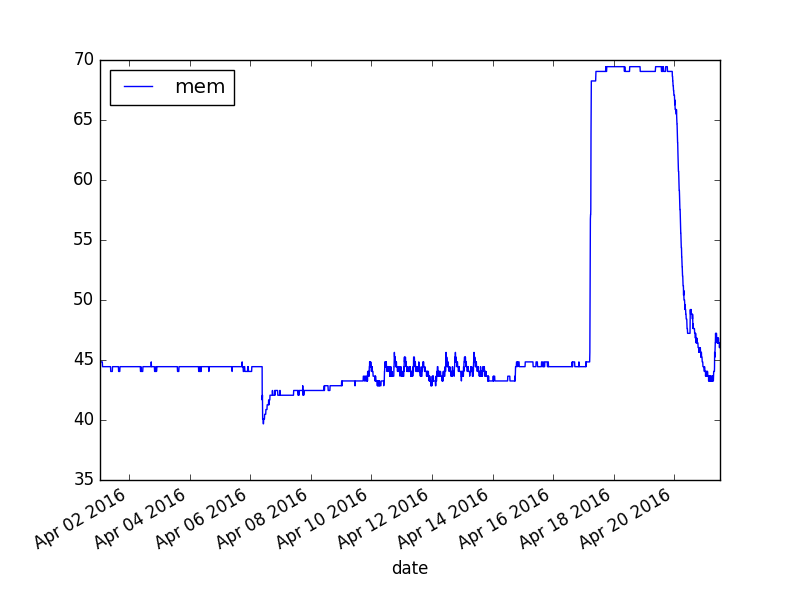 70
mem
65
60
55
50
45
40
35
Apr 02 2016
Apr 04 2016
Apr 06 2016
Apr 08 2016
Apr 10 2016
Apr 12 2016
Apr 14 2016
Apr 16 2016
Apr 18 2016
Apr 20 2016
date